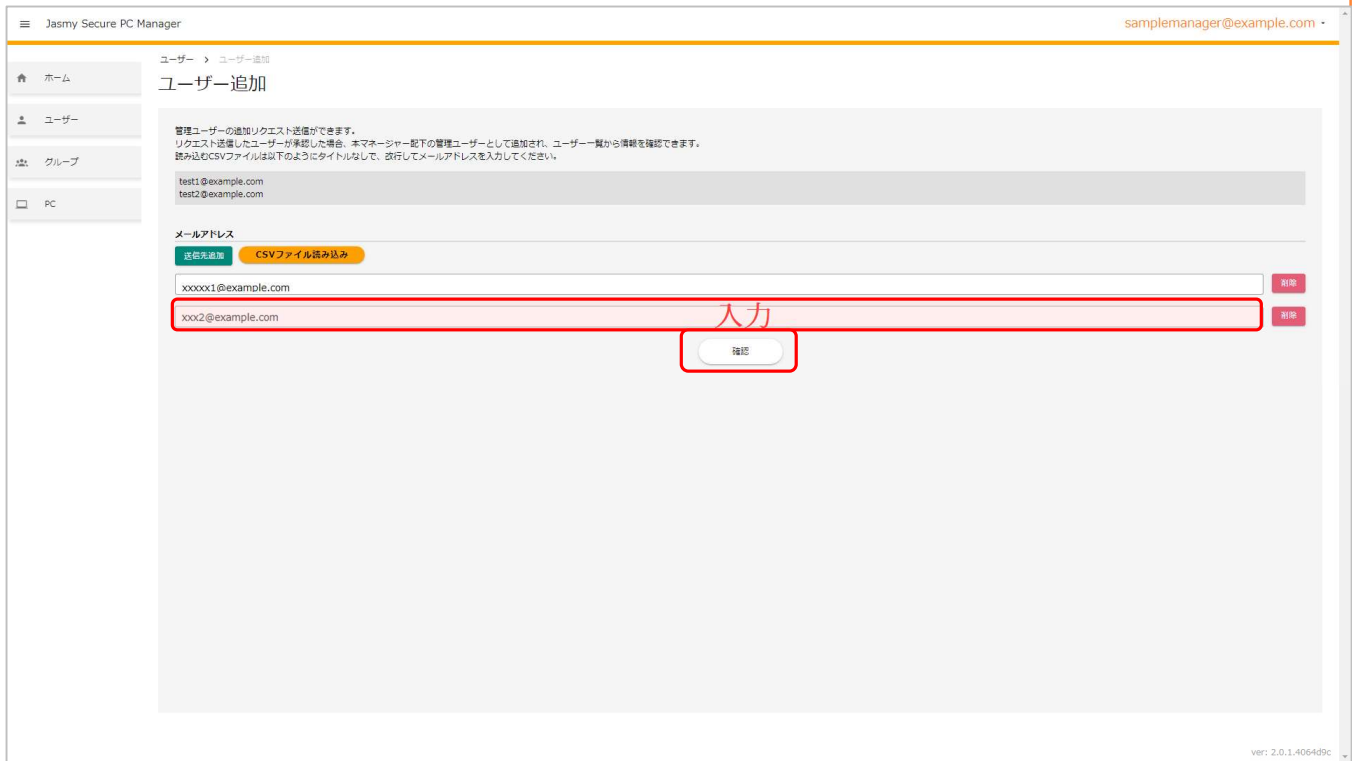 Jasmy Secure PC Manager
samplemanager@example.com
ホーム
ユーザー
グループ
PC
ユーザー > ユーザー追加
ユーザー追加
管理ユーザーの追加リクエスト送信ができます。
リクエスト送信したユーザーが承認した場合、本マネージャー配下の管理ユーザーとして追加され、ユーザー一覧から情報を確認できます。
読み込むCSVファイルは以下のようにタイトルなしで、改行してメールアドレスを入力してください。
test1@example.com
test2@example.com
メールアドレス
送信先追加 CSVファイル読み込み
xxxxx1@example.com 削除
xxx2@example.com 入力 削除
確認
ver: 2.0.1.4064d9c